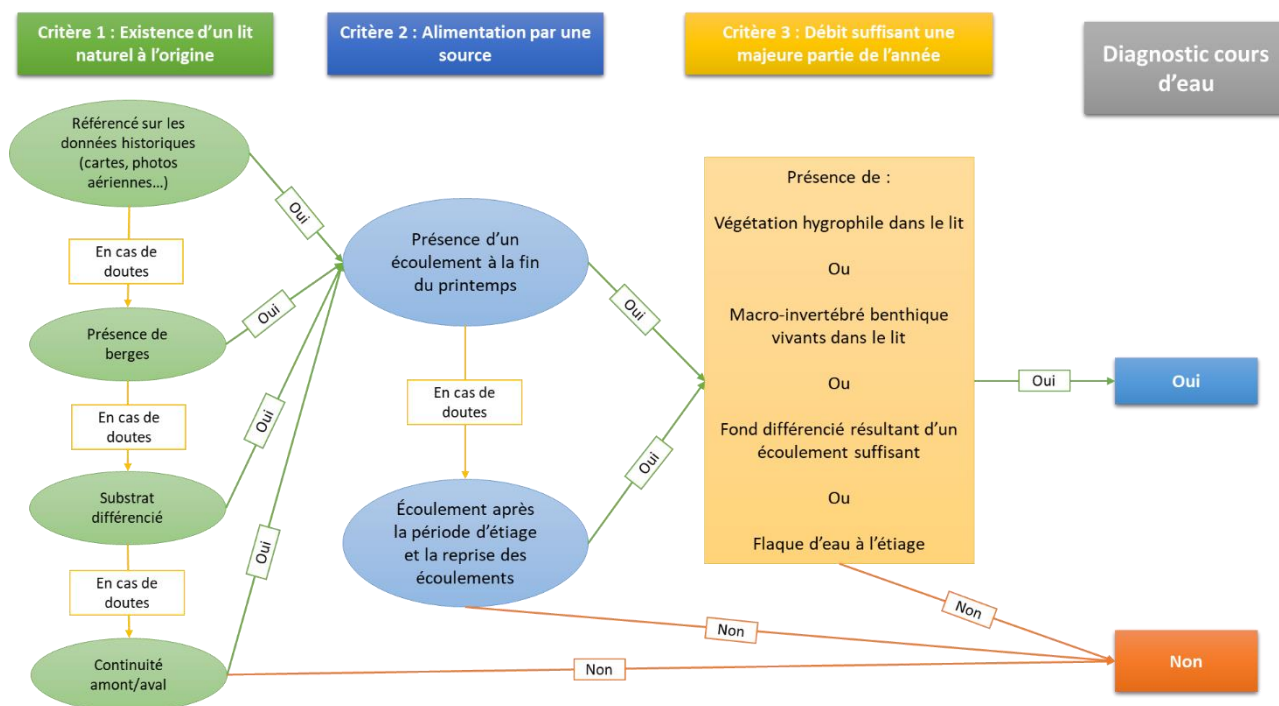 Critère 1 : Existence d'un lit
naturel à l'origine
Critère 2 : Alimentation par une
source
Critère 3 : Débit suffisant une
majeure partie de l'année
Diagnostic cours
d'eau
Référencé sur les
données historiques
(cartes, photos
aériennes...)
Oui
En cas de
doutes
Présence de
berges
Oui
En cas de
doutes
Substrat
différencié
Oui
En cas de
doutes
Continuité
amont/aval
Oui
Non
Présence d'un
écoulement à la fin
du printemps
Oui
En cas de
doutes
Écoulement après
la période d'étiage
et la reprise des
écoulements
Oui
Non
Présence de :
Végétation hygrophile dans le lit
Ou
Macro-invertébré benthique
vivants dans le lit
Ou
Fond différencié résultant d'un
écoulement suffisant
Ou
Flaque d'eau à l'étiage
Oui
Non
Oui
Non